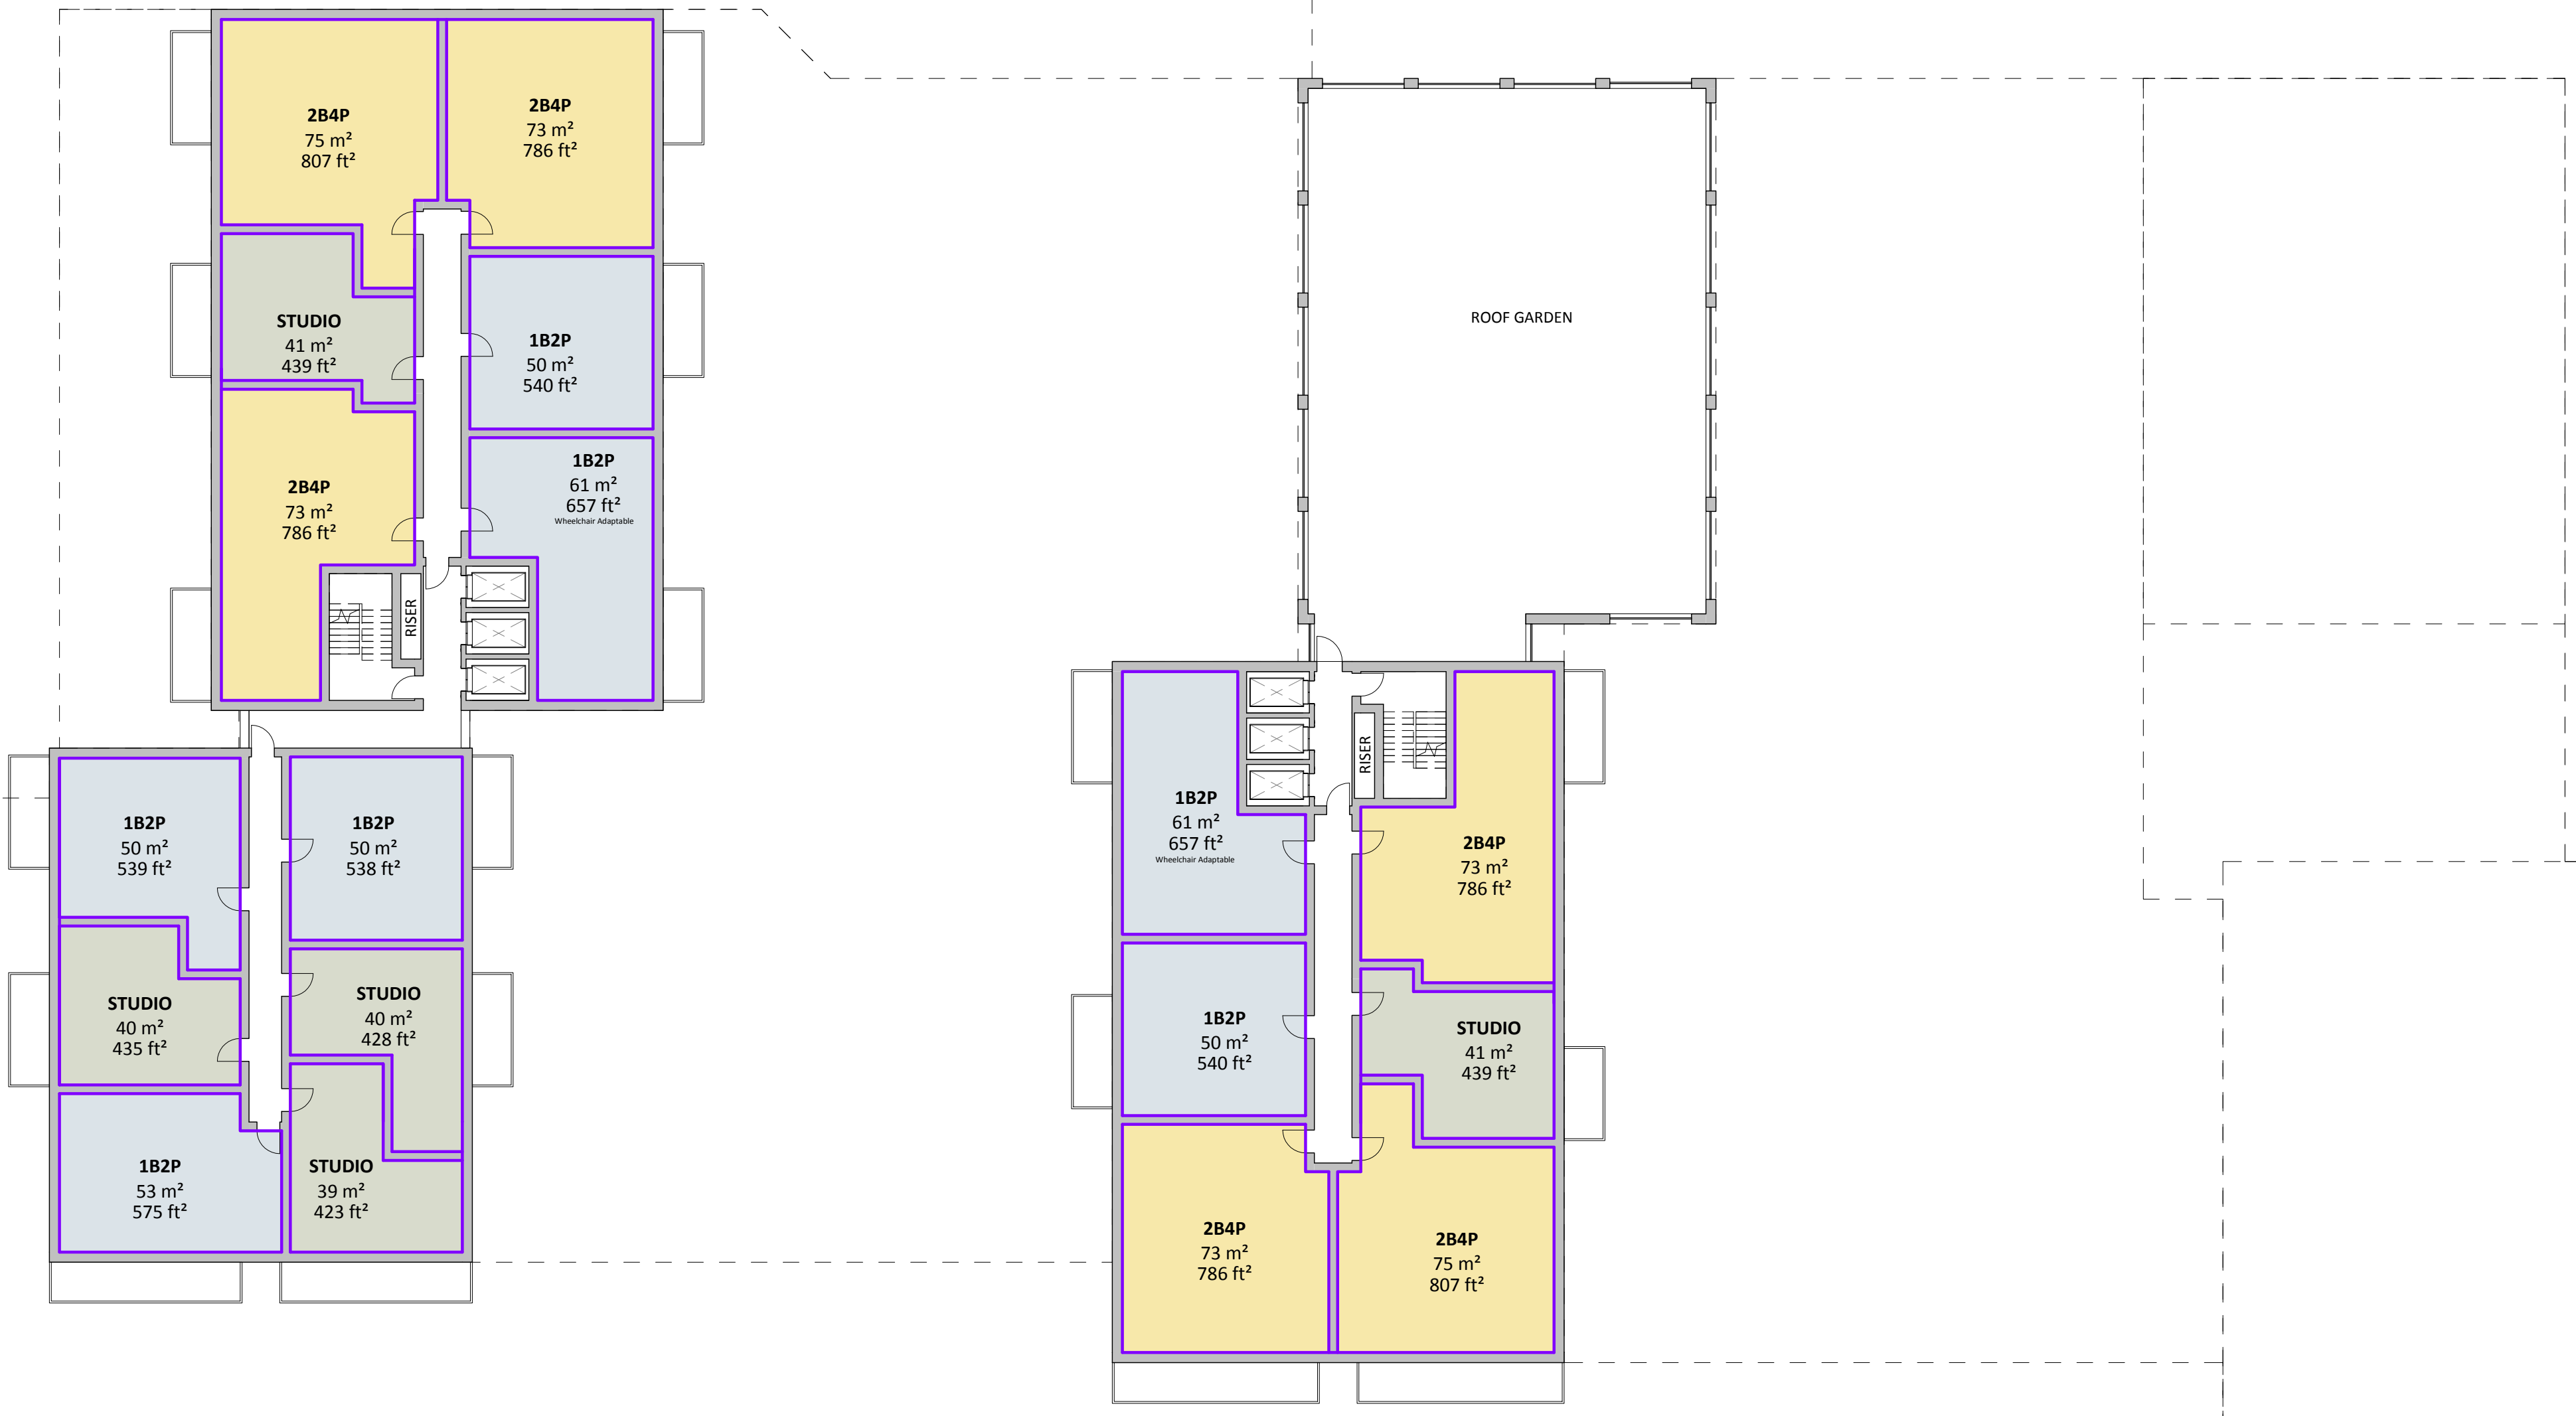 2B4P
75 m²
807 ft²
2B4P
73 m²
786 ft²
STUDIO
41 m²
439 ft²
1B2P
50 m²
540 ft²
2B4P
73 m²
786 ft²
1B2P
61 m²
657 ft²
Wheelchair Adaptable
RISER
1B2P
50 m²
539 ft²
1B2P
50 m²
538 ft²
STUDIO
40 m²
435 ft²
STUDIO
40 m²
428 ft²
1B2P
53 m²
575 ft²
STUDIO
39 m²
423 ft²
ROOF GARDEN
RISER
1B2P
61 m²
657 ft²
Wheelchair Adaptable
2B4P
73 m²
786 ft²
1B2P
50 m²
540 ft²
STUDIO
41 m²
439 ft²
2B4P
73 m²
786 ft²
2B4P
75 m²
807 ft²